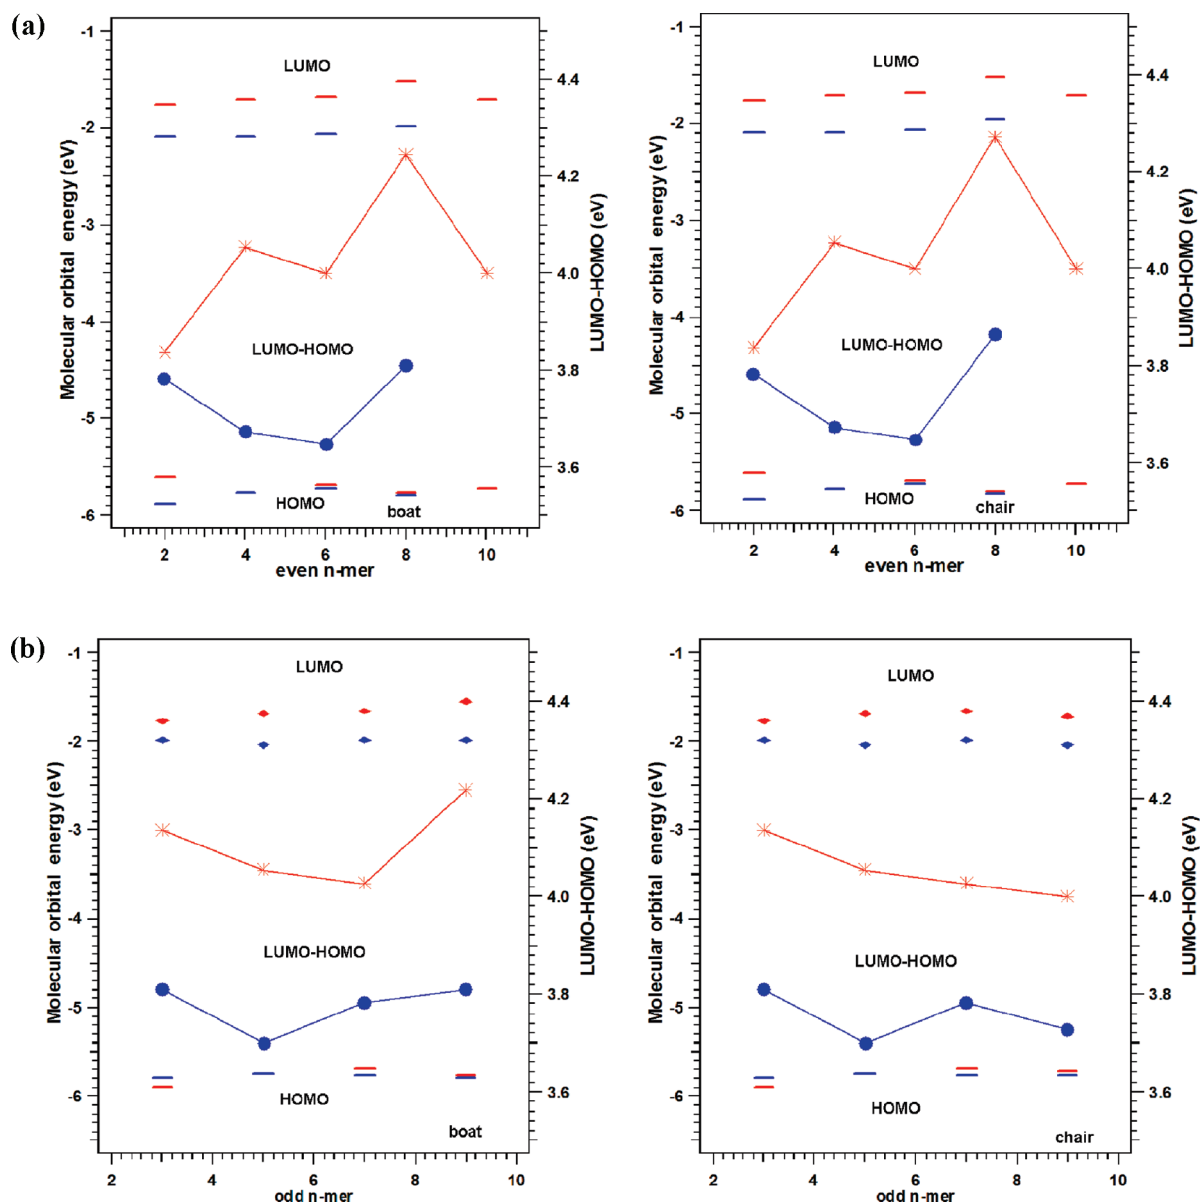 (a)
Molecular orbital energy (eV)
-1
-2
-3
-4
-5
-6
LUMO
LUMO-HOMO
HOMO
boat
4.4
4.2
4.0
3.8
3.6
LUMO-HOMO (eV)
2 4 6 8 10
even n-mer
Molecular orbital energy (eV)
-1
-2
-3
-4
-5
-6
LUMO
LUMO-HOMO
HOMO
chair
4.4
4.2
4.0
3.8
3.6
LUMO-HOMO (eV)
2 4 6 8 10
even n-mer
(b)
Molecular orbital energy (eV)
-1
-2
-3
-4
-5
-6
LUMO
LUMO-HOMO
HOMO
boat
4.4
4.2
4.0
3.8
3.6
LUMO-HOMO (eV)
2 4 6 8 10
odd n-mer
Molecular orbital energy (eV)
-1
-2
-3
-4
-5
-6
LUMO
LUMO-HOMO
HOMO
chair
4.4
4.2
4.0
3.8
3.6
LUMO-HOMO (eV)
2 4 6 8 10
odd n-mer